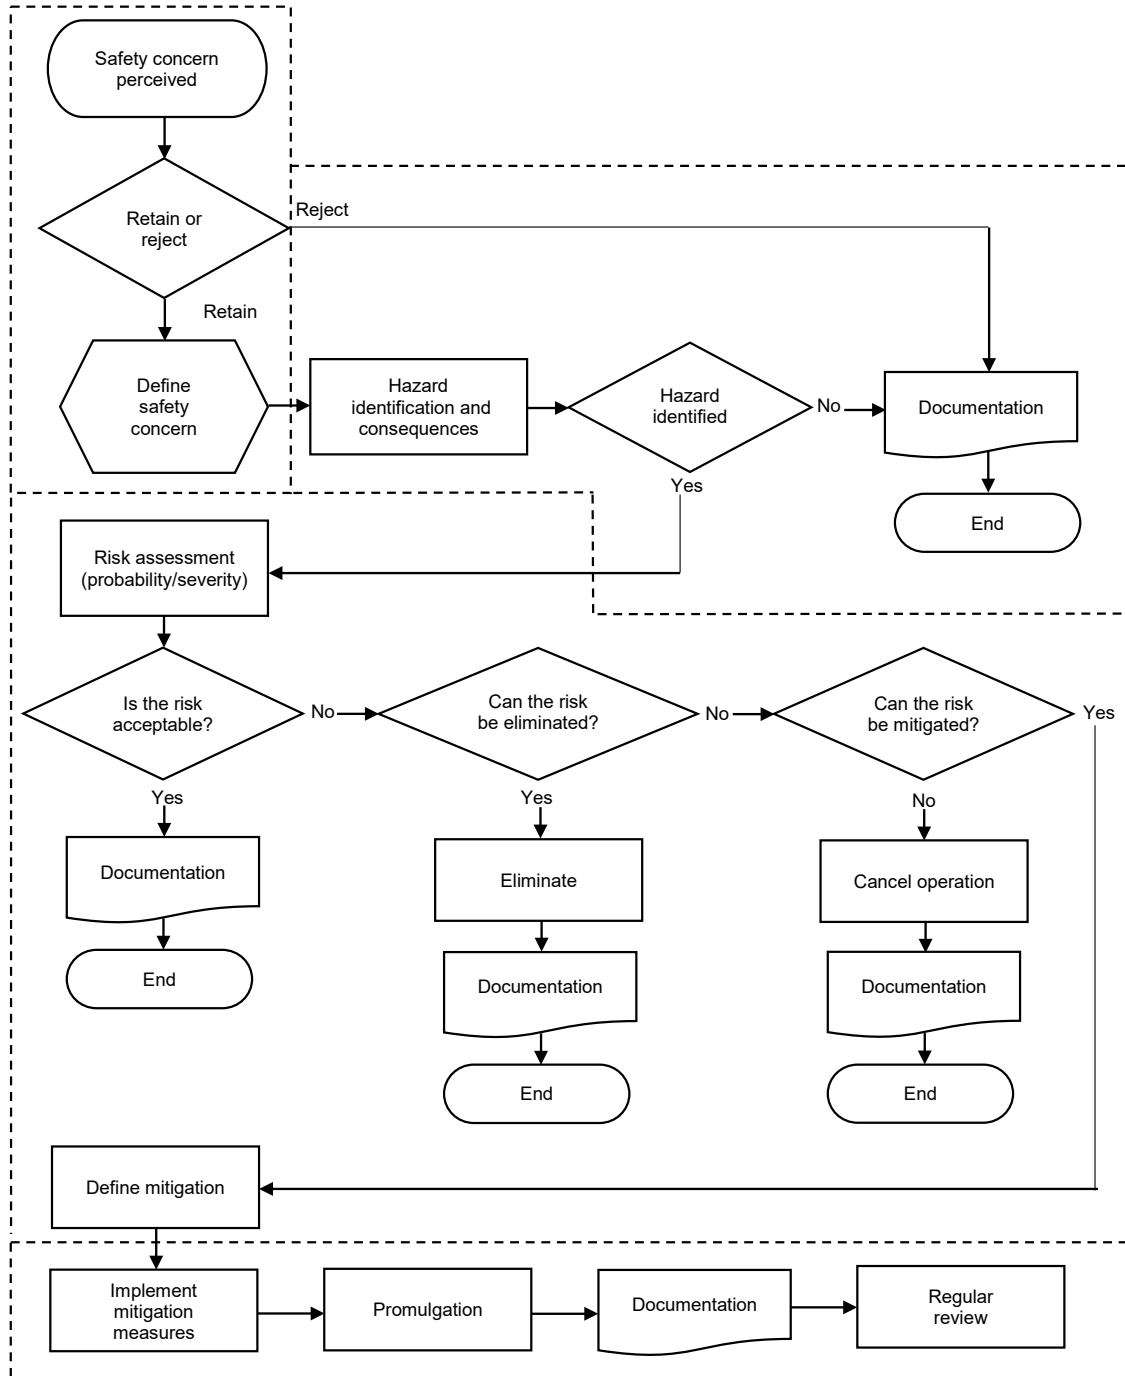 Safety concern
perceived
Retain or
reject
Reject
Retain
Define
safety
concern
Hazard
identification and
consequences
Hazard
identified
No
Documentation
Yes
End
Risk assessment
(probability/severity)
Is the risk
acceptable?
No
Can the risk
be eliminated?
No
Can the risk
be mitigated?
Yes
Yes
Yes
No
Documentation
Eliminate
Cancel operation
End
Documentation
Documentation
End
End
Define mitigation
Implement
mitigation
measures
Promulgation
Documentation
Regular
review